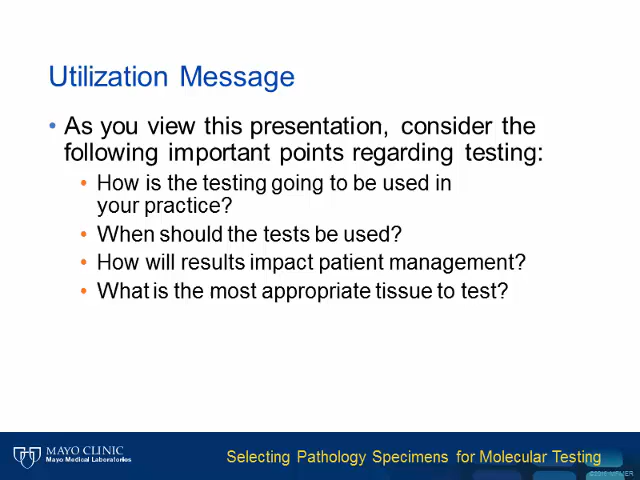 Utilization Message
• As you view this presentation, consider the
following important points regarding testing:
• How is the testing going to be used in
your practice?
• When should the tests be used?
• How will results impact patient management?
• What is the most appropriate tissue to test?
MAYO CLINIC
Mayo Medical Laboratories
Selecting Pathology Specimens for Molecular Testing